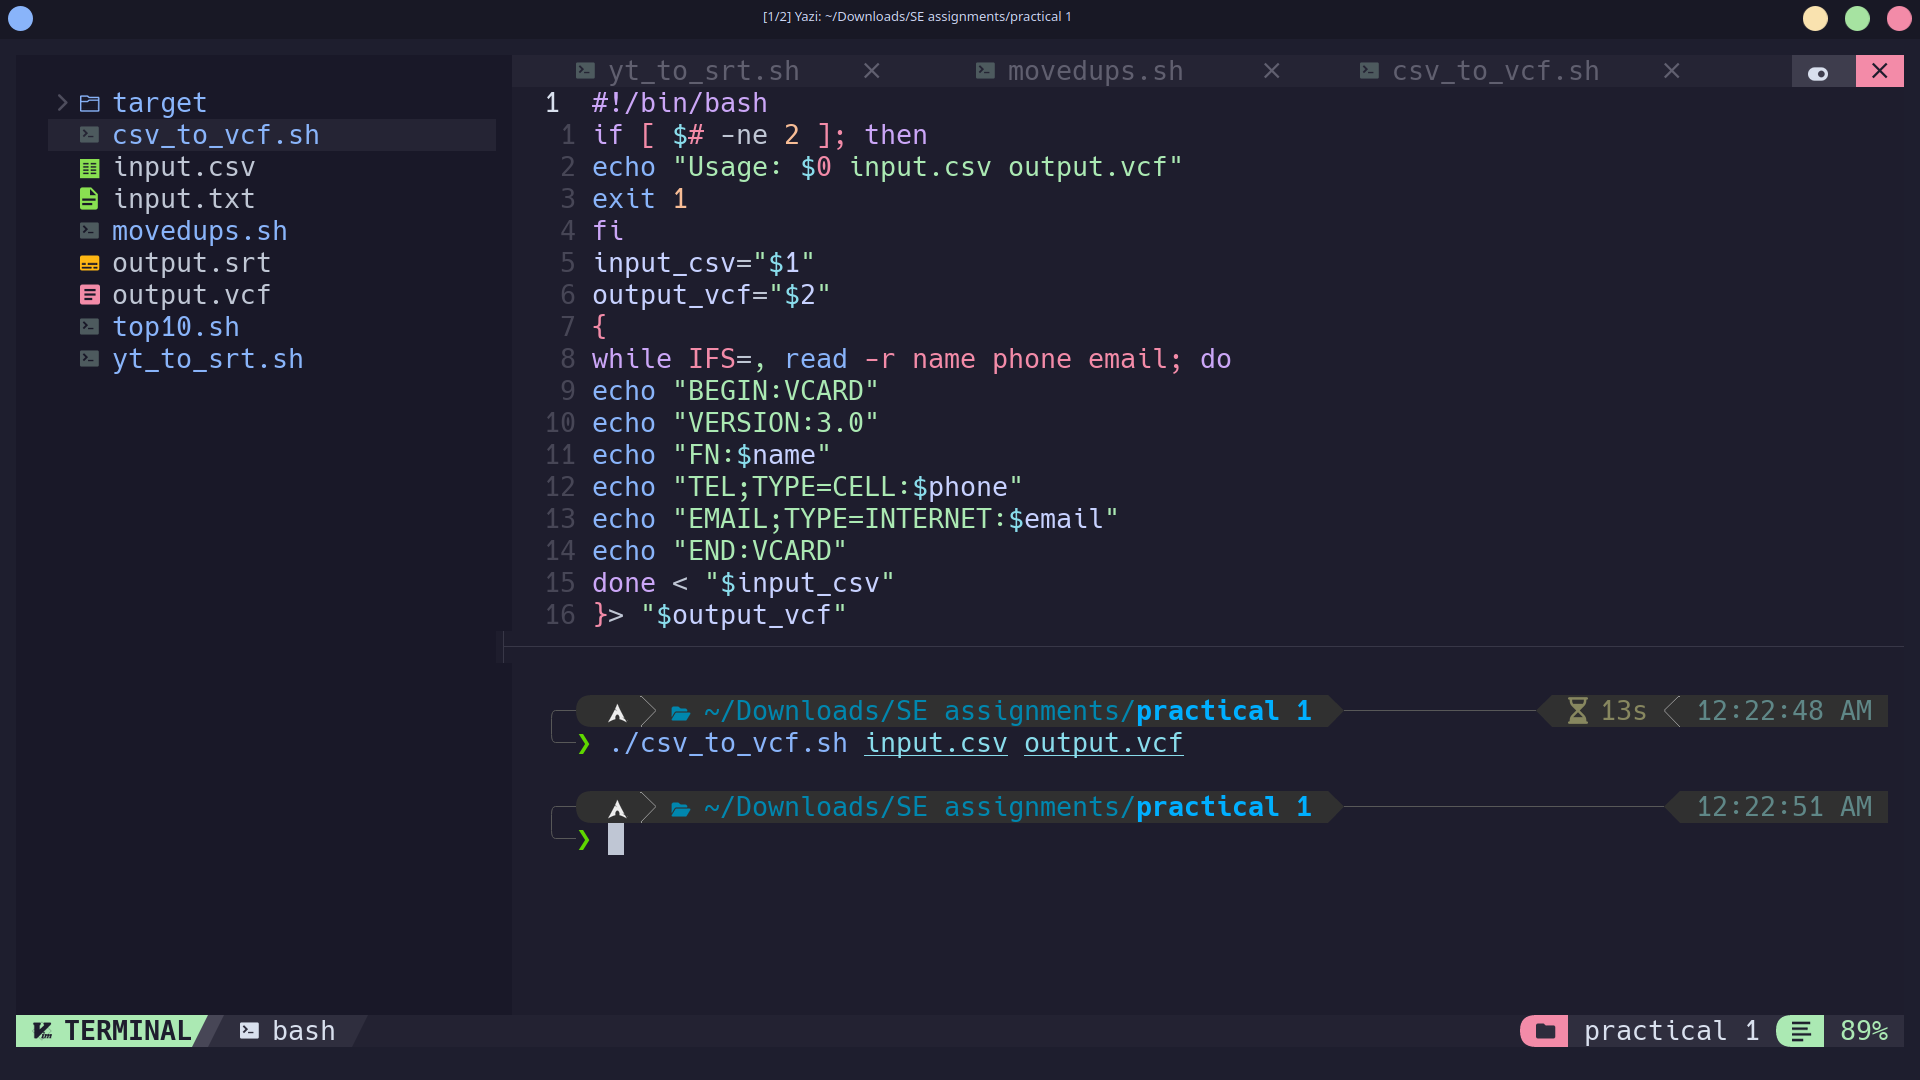 [1/2] Yazi: ~/Downloads/SE assignments/practical 1
target
csv_to_vcf.sh
input.csv
input.txt
movedups.sh
output.srt
output.vcf
top10.sh
yt_to_srt.sh
yt_to_srt.sh movedups.sh csv_to_vcf.sh
1 #!/bin/bash
1 if [ $# -ne 2 ]; then
2 echo "Usage: $0 input.csv output.vcf"
3 exit 1
4 fi
5 input_csv="$1"
6 output_vcf="$2"
7 {
8 while IFS=, read -r name phone email; do
9 echo "BEGIN:VCARD"
10 echo "VERSION:3.0"
11 echo "FN:$name"
12 echo "TEL;TYPE=CELL:$phone"
13 echo "EMAIL;TYPE=INTERNET:$email"
14 echo "END:VCARD"
15 done < "$input_csv"
16 }> "$output_vcf"
~/Downloads/SE assignments/practical 1 13s 12:22:48 AM
❯ ./csv_to_vcf.sh input.csv output.vcf
~/Downloads/SE assignments/practical 1 12:22:51 AM
❯
TERMINAL bash practical 1 89%